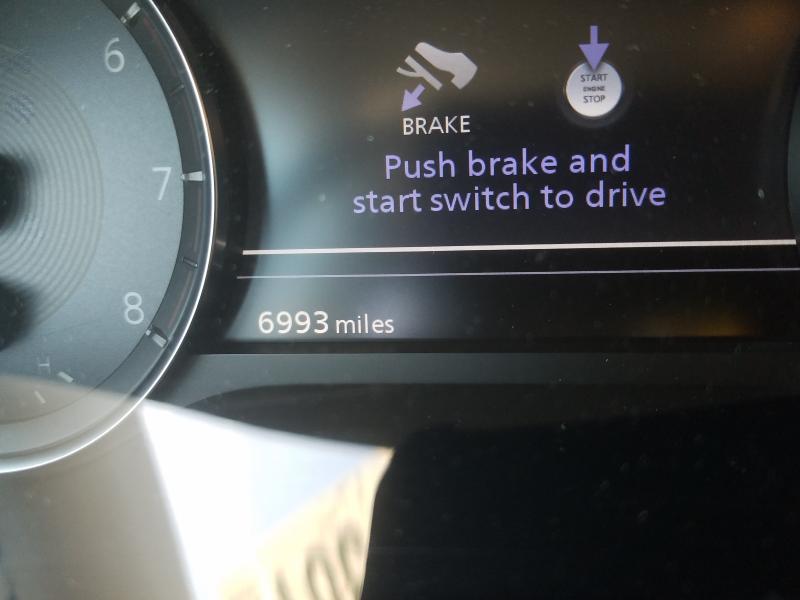 6
7
8
H
START
ENGINE
STOP
BRAKE
Push brake and
start switch to drive
6993 miles